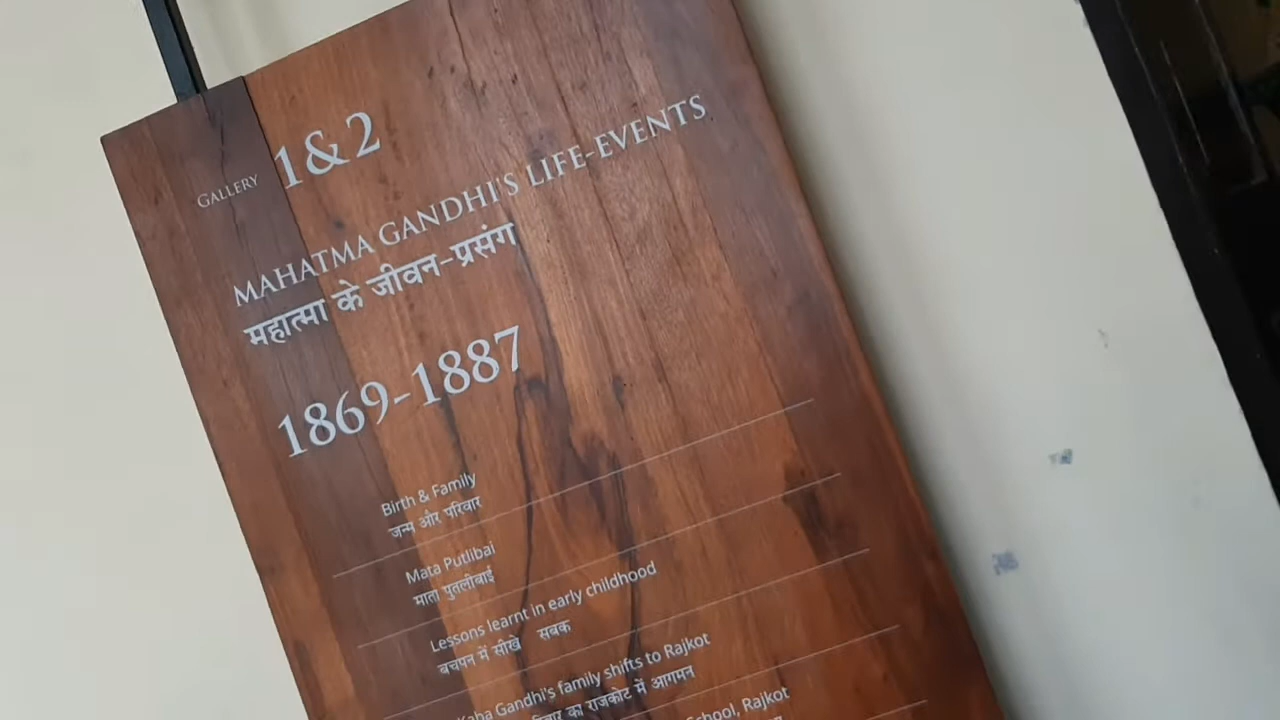 GALLERY 1&2
MAHATMA GANDHI'S LIFE-EVENTS
महात्मा के जीवन-प्रसंग
1869-1887
Birth & Family
जन्म और परिवार
Mata Putlibai
माता पुतलीबाई
Lessons learnt in early childhood
बचपन में सीखे सबक
Kaba Gandhi's family shifts to Rajkot
का राजकोट में आगमन
School, Rajkot